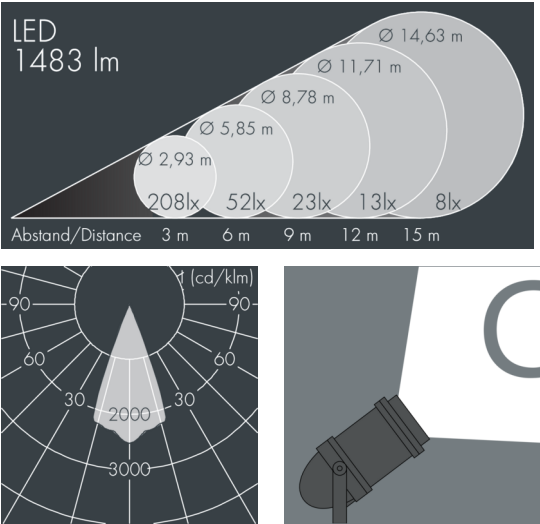 LED
1483 lm
Ø 14,63 m
Ø 11,71 m
Ø 8,78 m
Ø 5,85 m
Ø 2,93 m
208lx 52lx 23lx 13lx 8lx
Abstand/Distance 3 m 6 m 9 m 12 m 15 m
(cd/klm)
90 90
60 60
30 30
2000
3000